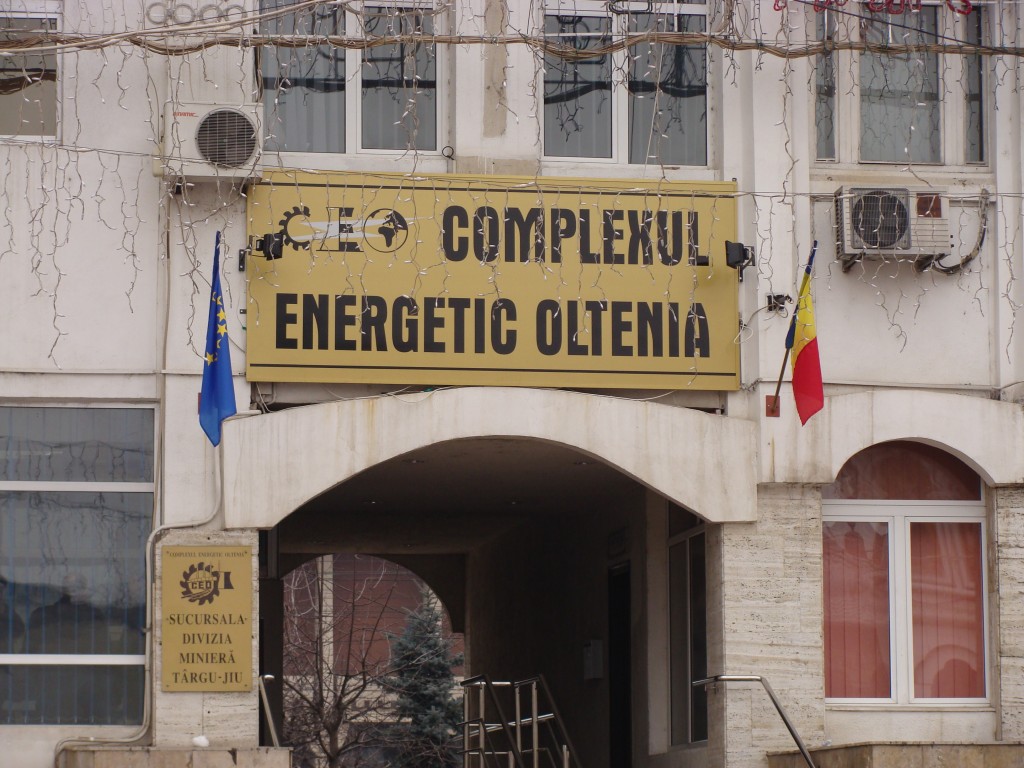 CEO COMPLEXUL
ENERGETIC OLTENIA
"COMPLEXUL ENERGETIC OLTENIA"
CEO
SUCURSALA
DIVIZIA
MINIERĂ
TÂRGU-JIU